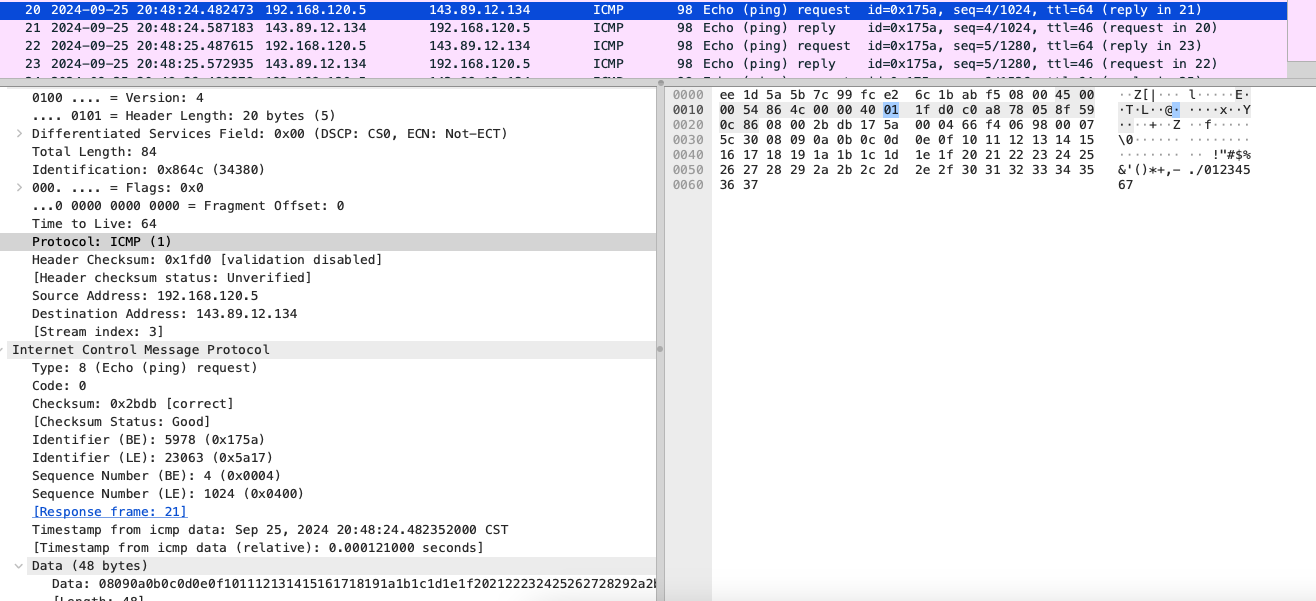 20 2024-09-25 20:48:24.482473 192.168.120.5 143.89.12.134 ICMP 98 Echo (ping) request id=0x175a, seq=4/1024, ttl=64 (reply in 21)
21 2024-09-25 20:48:24.587183 143.89.12.134 192.168.120.5 ICMP 98 Echo (ping) reply id=0x175a, seq=4/1024, ttl=46 (request in 20)
22 2024-09-25 20:48:25.487615 192.168.120.5 143.89.12.134 ICMP 98 Echo (ping) request id=0x175a, seq=5/1280, ttl=64 (reply in 23)
23 2024-09-25 20:48:25.572935 143.89.12.134 192.168.120.5 ICMP 98 Echo (ping) reply id=0x175a, seq=5/1280, ttl=46 (request in 22)
0100 .... = Version: 4
.... 0101 = Header Length: 20 bytes (5)
Differentiated Services Field: 0x00 (DSCP: CS0, ECN: Not-ECT)
Total Length: 84
Identification: 0x864c (34380)
000. .... = Flags: 0x0
...0 0000 0000 0000 = Fragment Offset: 0
Time to Live: 64
Protocol: ICMP (1)
Header Checksum: 0x1fd0 [validation disabled]
[Header checksum status: Unverified]
Source Address: 192.168.120.5
Destination Address: 143.89.12.134
[Stream index: 3]
Internet Control Message Protocol
Type: 8 (Echo (ping) request)
Code: 0
Checksum: 0x2bdb [correct]
[Checksum Status: Good]
Identifier (BE): 5978 (0x175a)
Identifier (LE): 23063 (0x5a17)
Sequence Number (BE): 4 (0x0004)
Sequence Number (LE): 1024 (0x0400)
[Response frame: 21]
Timestamp from icmp data: Sep 25, 2024 20:48:24.482352000 CST
[Timestamp from icmp data (relative): 0.000121000 seconds]
Data (48 bytes)
Data: 08090a0b0c0d0e0f101112131415161718191a1b1c1d1e1f202122232425262728292a2b
[Length: 48]
0000 ee 1d 5a 5b 7c 99 fc e2 6c 1b ab f5 08 00 45 00 ··Z[|··· l·····E·
0010 00 54 86 4c 00 00 40 01 1f d0 c0 a8 78 05 8f 59 ·T·L··@· ····x··Y
0020 0c 86 08 00 2b db 17 5a 00 04 66 f4 06 98 00 07 ····+··Z ··f·····
0030 5c 30 08 09 0a 0b 0c 0d 0e 0f 10 11 12 13 14 15 \0······ ········
0040 16 17 18 19 1a 1b 1c 1d 1e 1f 20 21 22 23 24 25 ········ ·· !"#$%
0050 26 27 28 29 2a 2b 2c 2d 2e 2f 30 31 32 33 34 35 &'()*+,- ./012345
0060 36 37 67